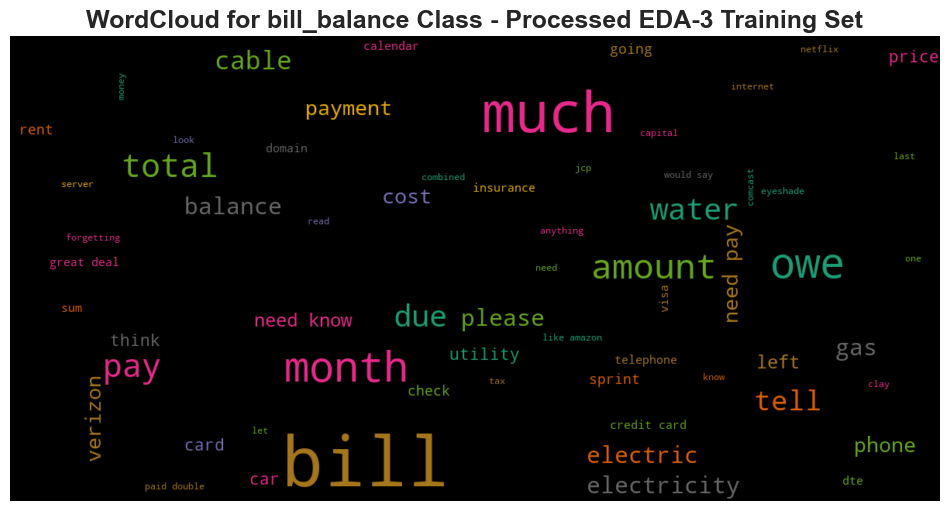 WordCloud for bill_balance Class - Processed EDA-3 Training Set
calendar
going
netflix
cable
price
money
internet
payment
much
rent
capital
look
domain
last
total
jcp
combined
would say
server
insurance
comcast
eyeshade
cost
balance
water
read
forgetting
anything
great deal
amount
need
need pay
owe
one
visa
sum
due
please
need know
like amazon
think
utility
telephone
left
gas
pay
month
tax
sprint
know
clay
check
verizon
tell
credit card
let
card
phone
bill
electric
car
paid double
electricity
dte